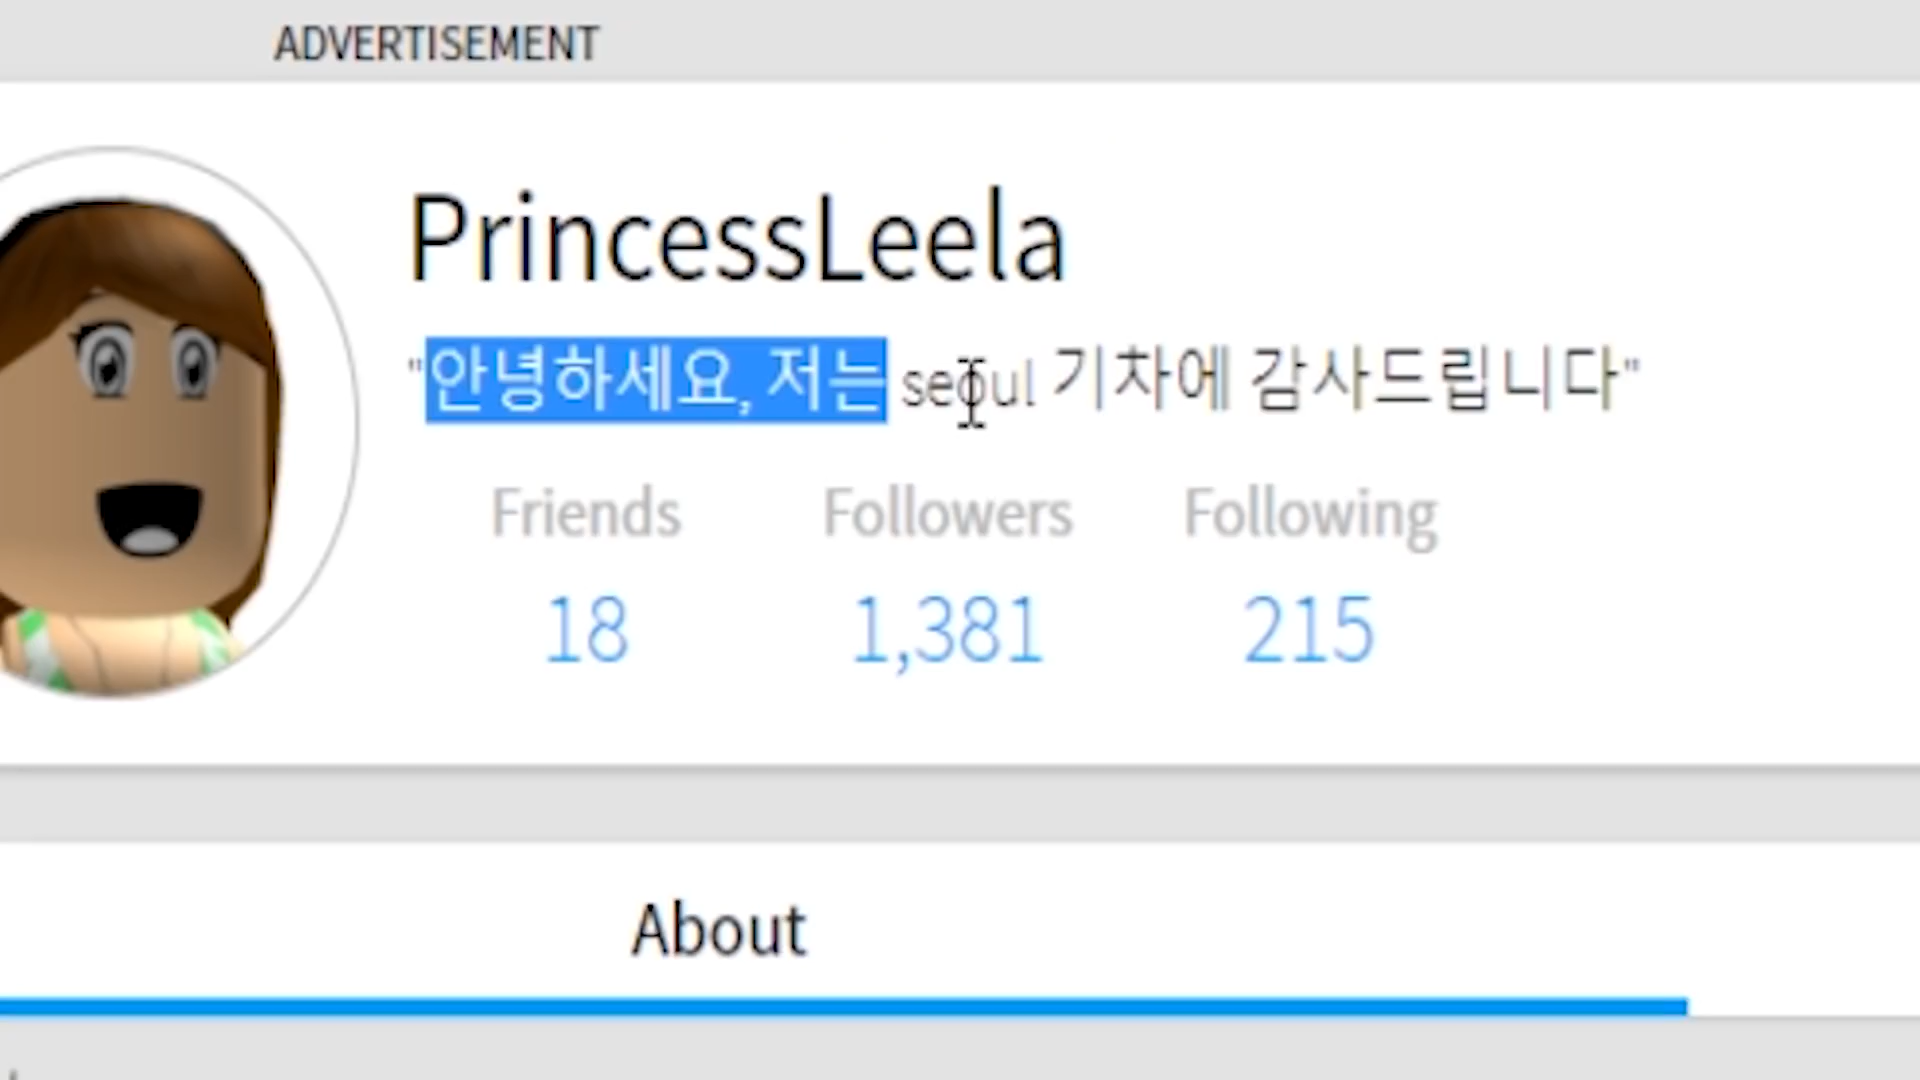 ADVERTISEMENT
PrincessLeela
"안녕하세요, 저는 seoul 기차에 감사드립니다"
Friends Followers Following
18 1,381 215
About